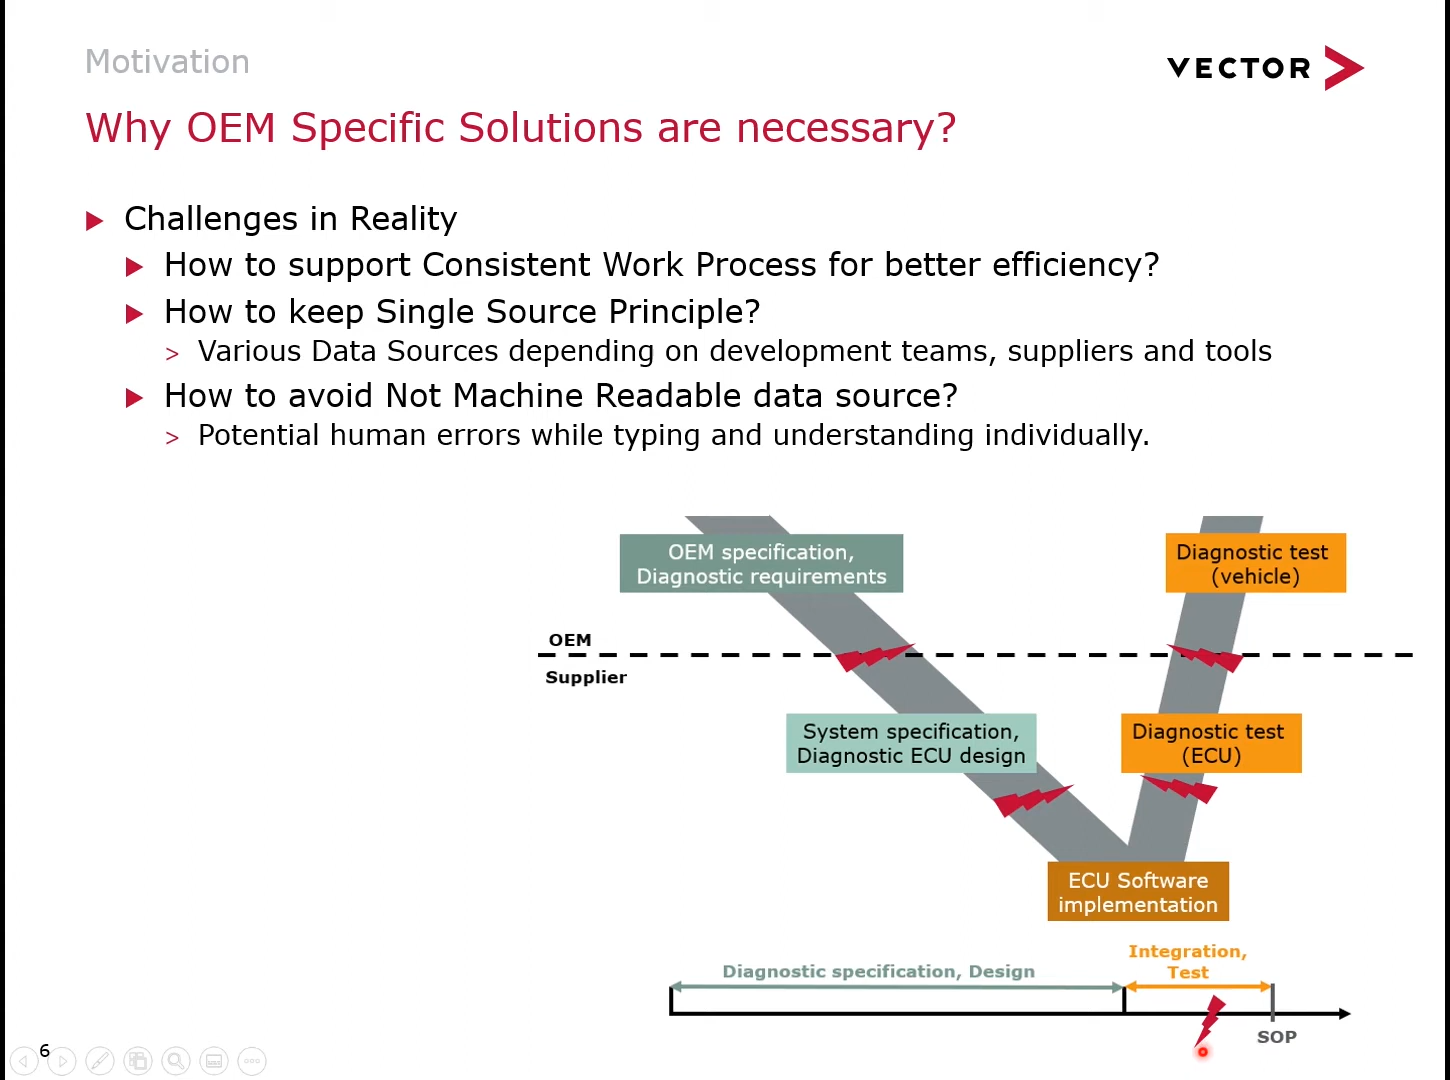 Motivation
VECTOR
Why OEM Specific Solutions are necessary?
Challenges in Reality
How to support Consistent Work Process for better efficiency?
How to keep Single Source Principle?
> Various Data Sources depending on development teams, suppliers and tools
How to avoid Not Machine Readable data source?
> Potential human errors while typing and understanding individually.
OEM specification,
Diagnostic requirements
Diagnostic test
(vehicle)
OEM
Supplier
System specification,
Diagnostic ECU design
Diagnostic test
(ECU)
ECU Software
implementation
Diagnostic specification, Design
Integration,
Test
SOP
6